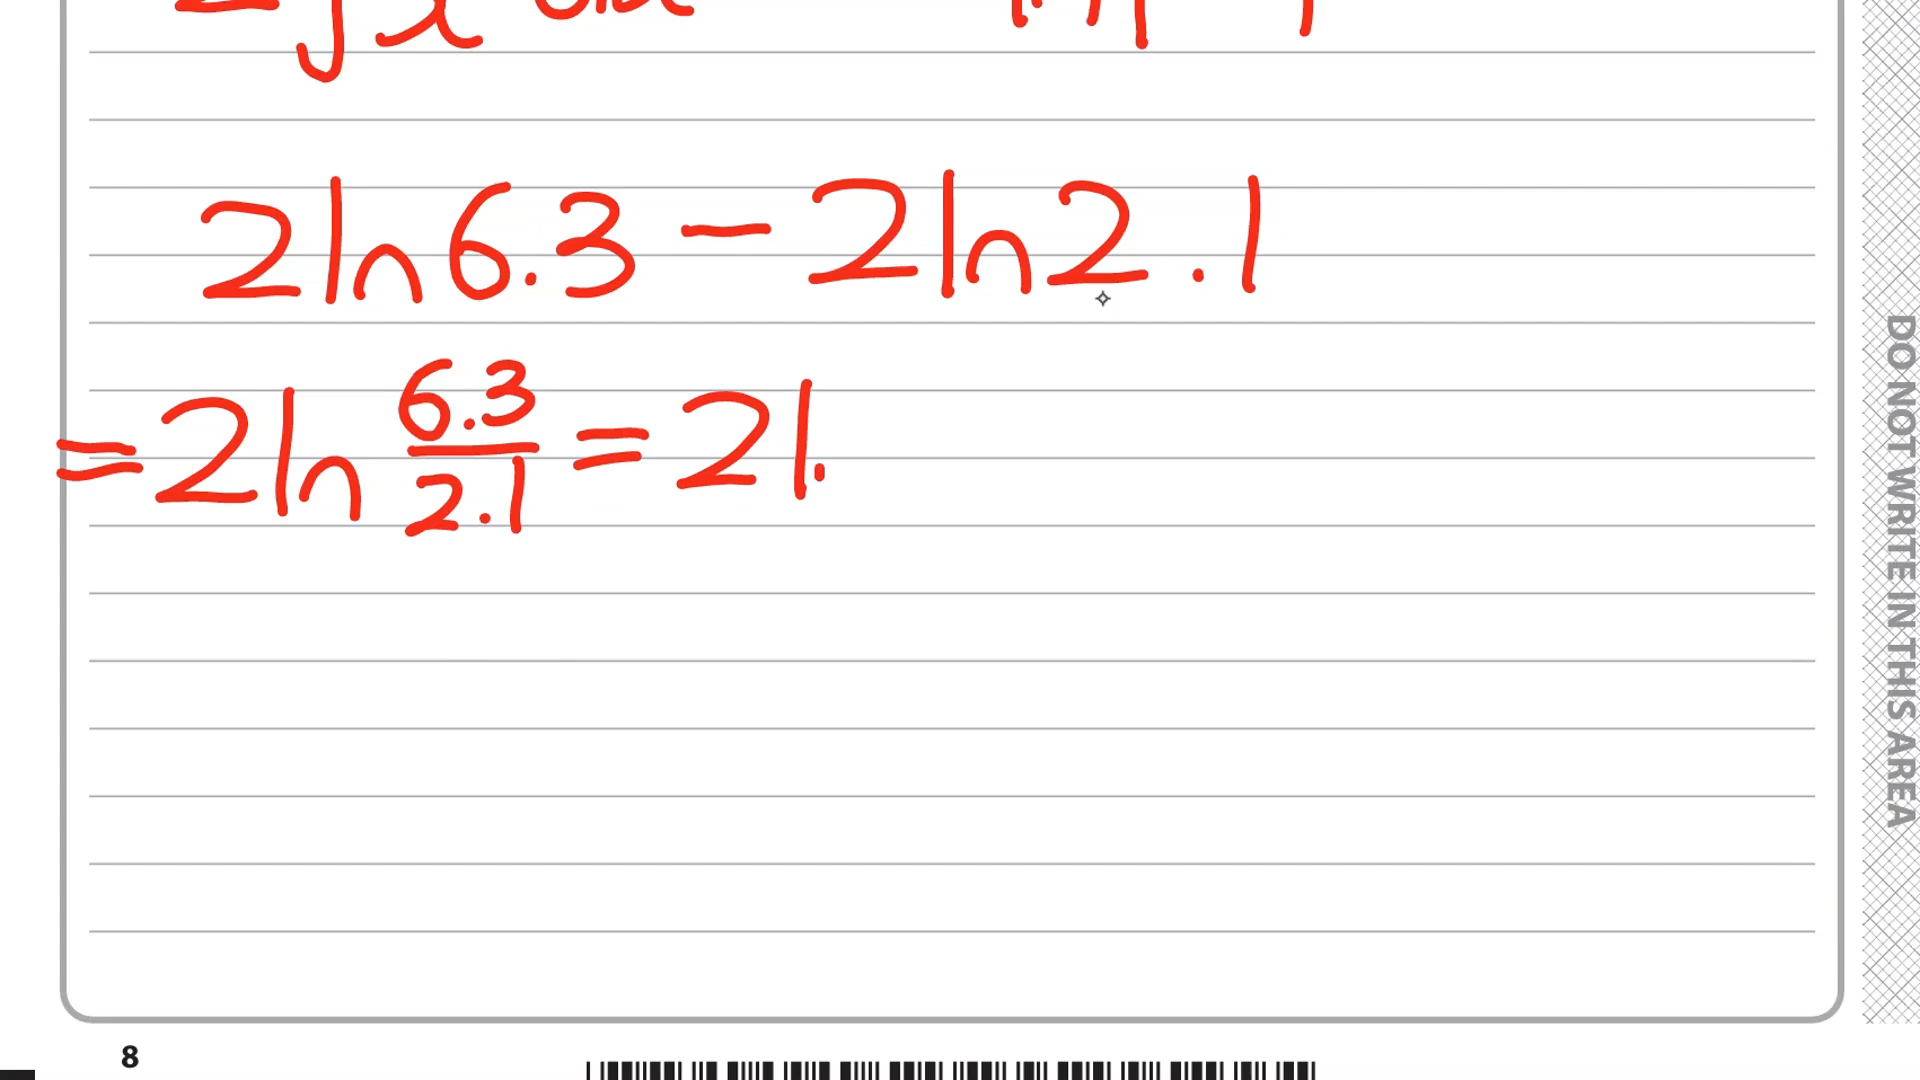 2ln6.3 - 2ln2.1
= 2ln 6.3/2.1 = 2l
DO NOT WRITE IN THIS AREA
8